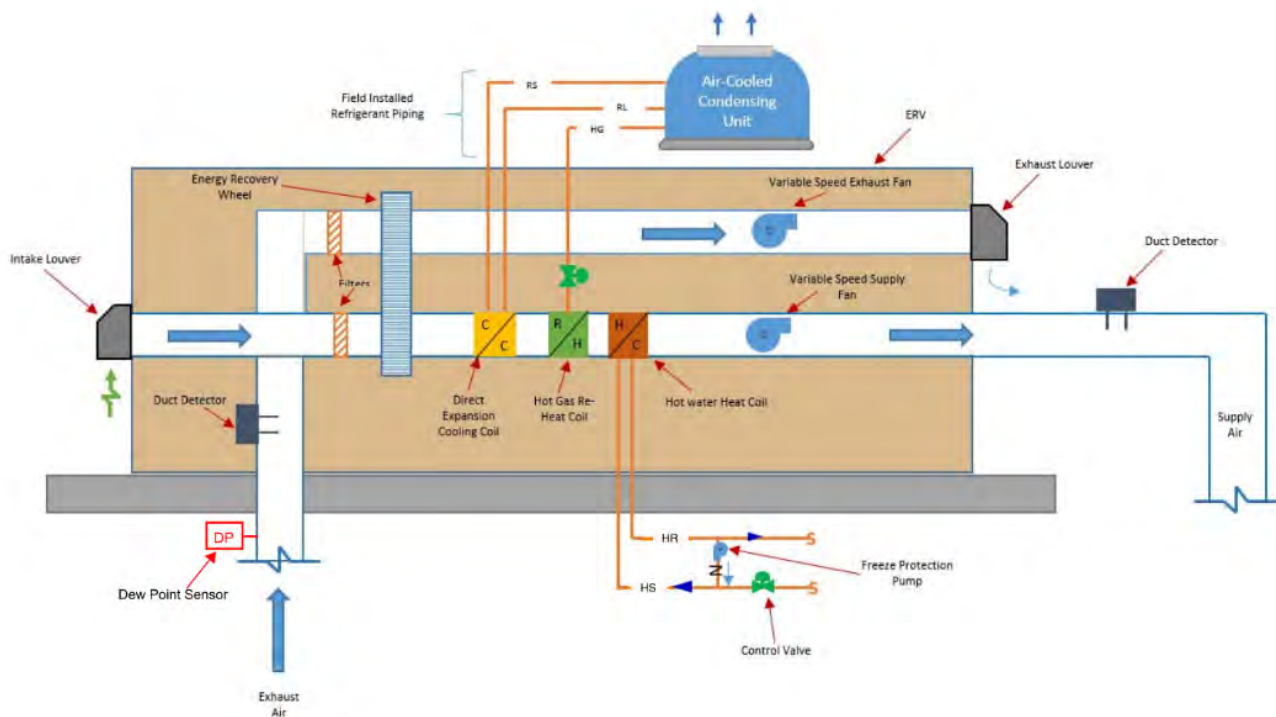 Air-Cooled
Condensing
Unit
RS
RL
HG
Field Installed
Refrigerant Piping
ERV
Exhaust Louver
Energy Recovery
Wheel
Variable Speed Exhaust Fan
Duct Detector
Intake Louver
Filters
Variable Speed Supply
Fan
C
C
R
H
H
C
Duct Detector
Direct
Expansion
Cooling Coil
Hot Gas Re-
Heat Coil
Hot water Heat Coil
Supply
Air
DP
Dew Point Sensor
HR
S
Freeze Protection
Pump
N
HS
S
Control Valve
Exhaust
Air